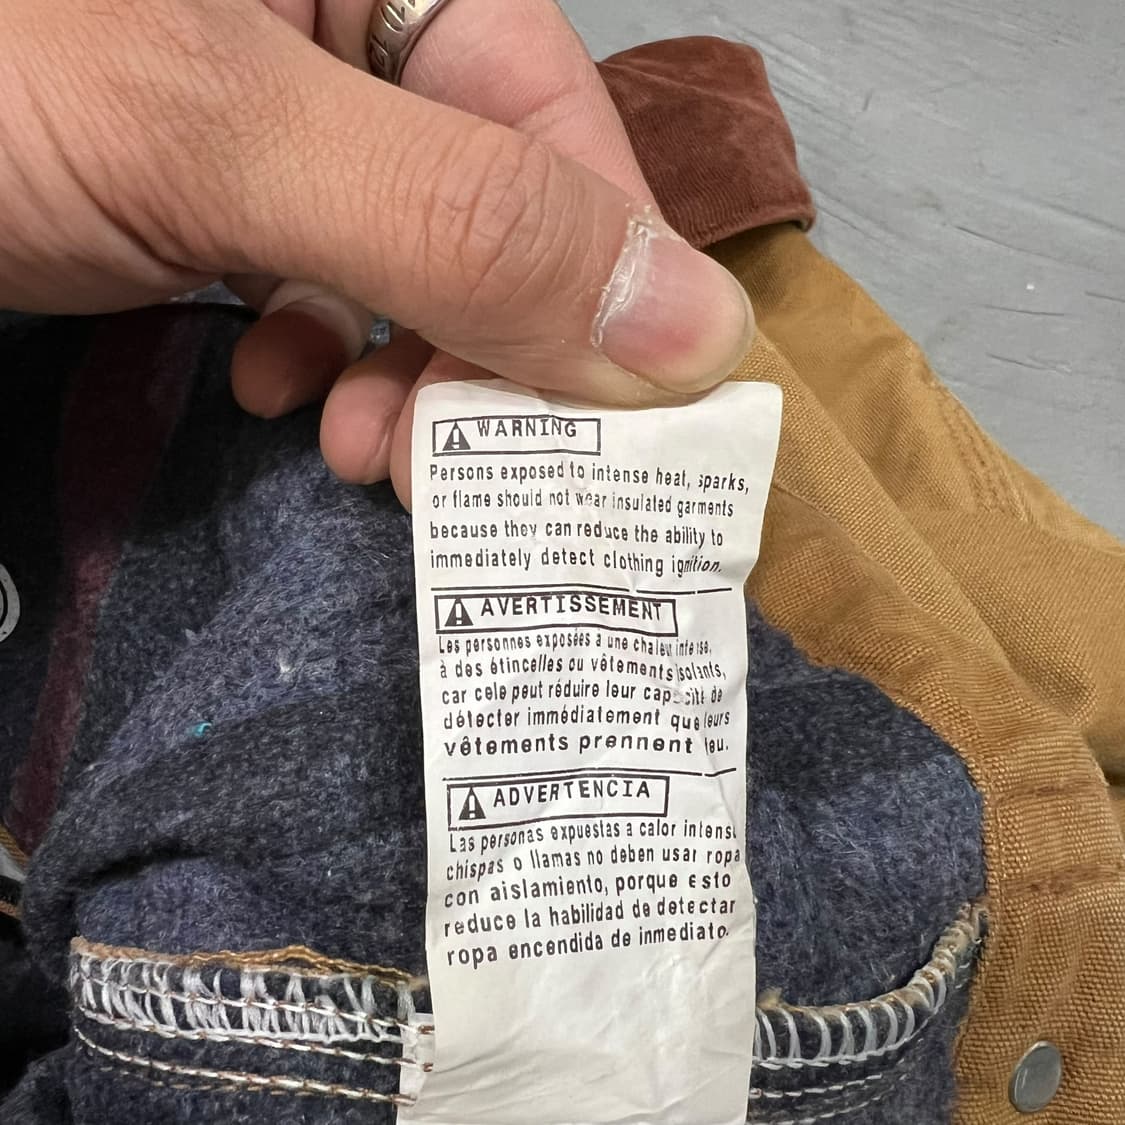 WARNING
Persons exposed to intense heat, sparks,
or flame should not wear insulated garments
because they can reduce the ability to
immediately detect clothing ignition.
AVERTISSEMENT
Les personnes exposées à une chaleu intense,
à des étincelles ou vêtements isolants,
car cele peut réduire leur capacité de
détecter immédiatement que leurs
vêtements prennent feu.
ADVERTENCIA
Las personas expuestas a calor intens
chispas o llamas no deben usar ropa
con aislamiento, porque esto
reduce la habilidad de detectar
ropa encendida de inmediato.